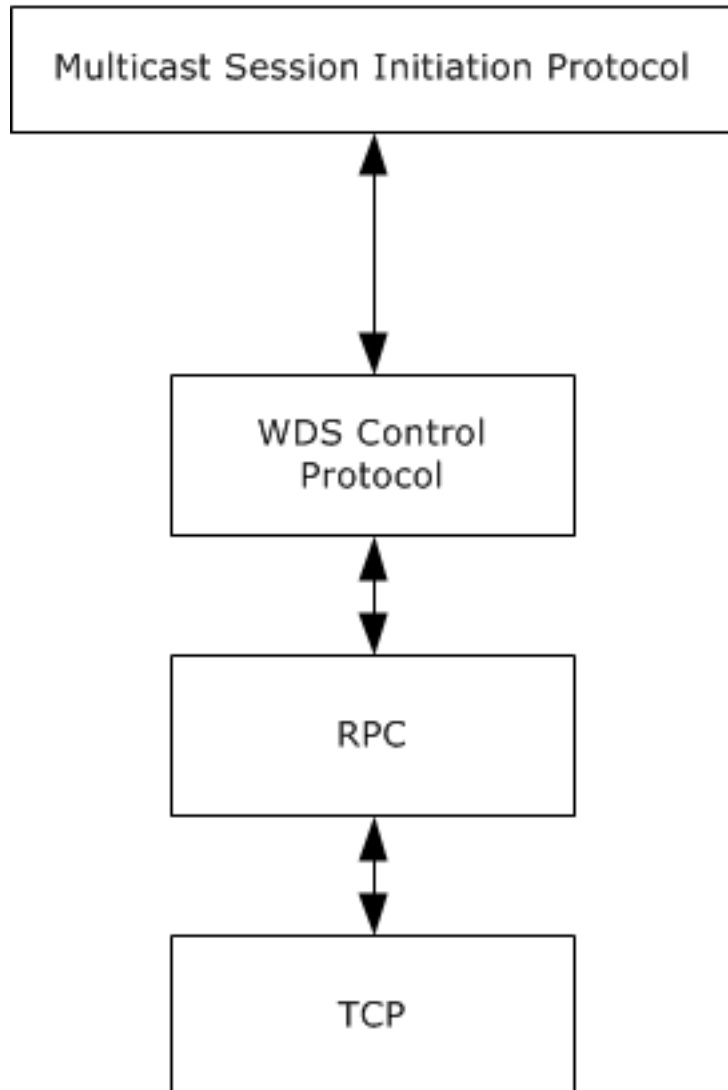 Multicast Session Initiation Protocol
WDS Control
Protocol
RPC
TCP